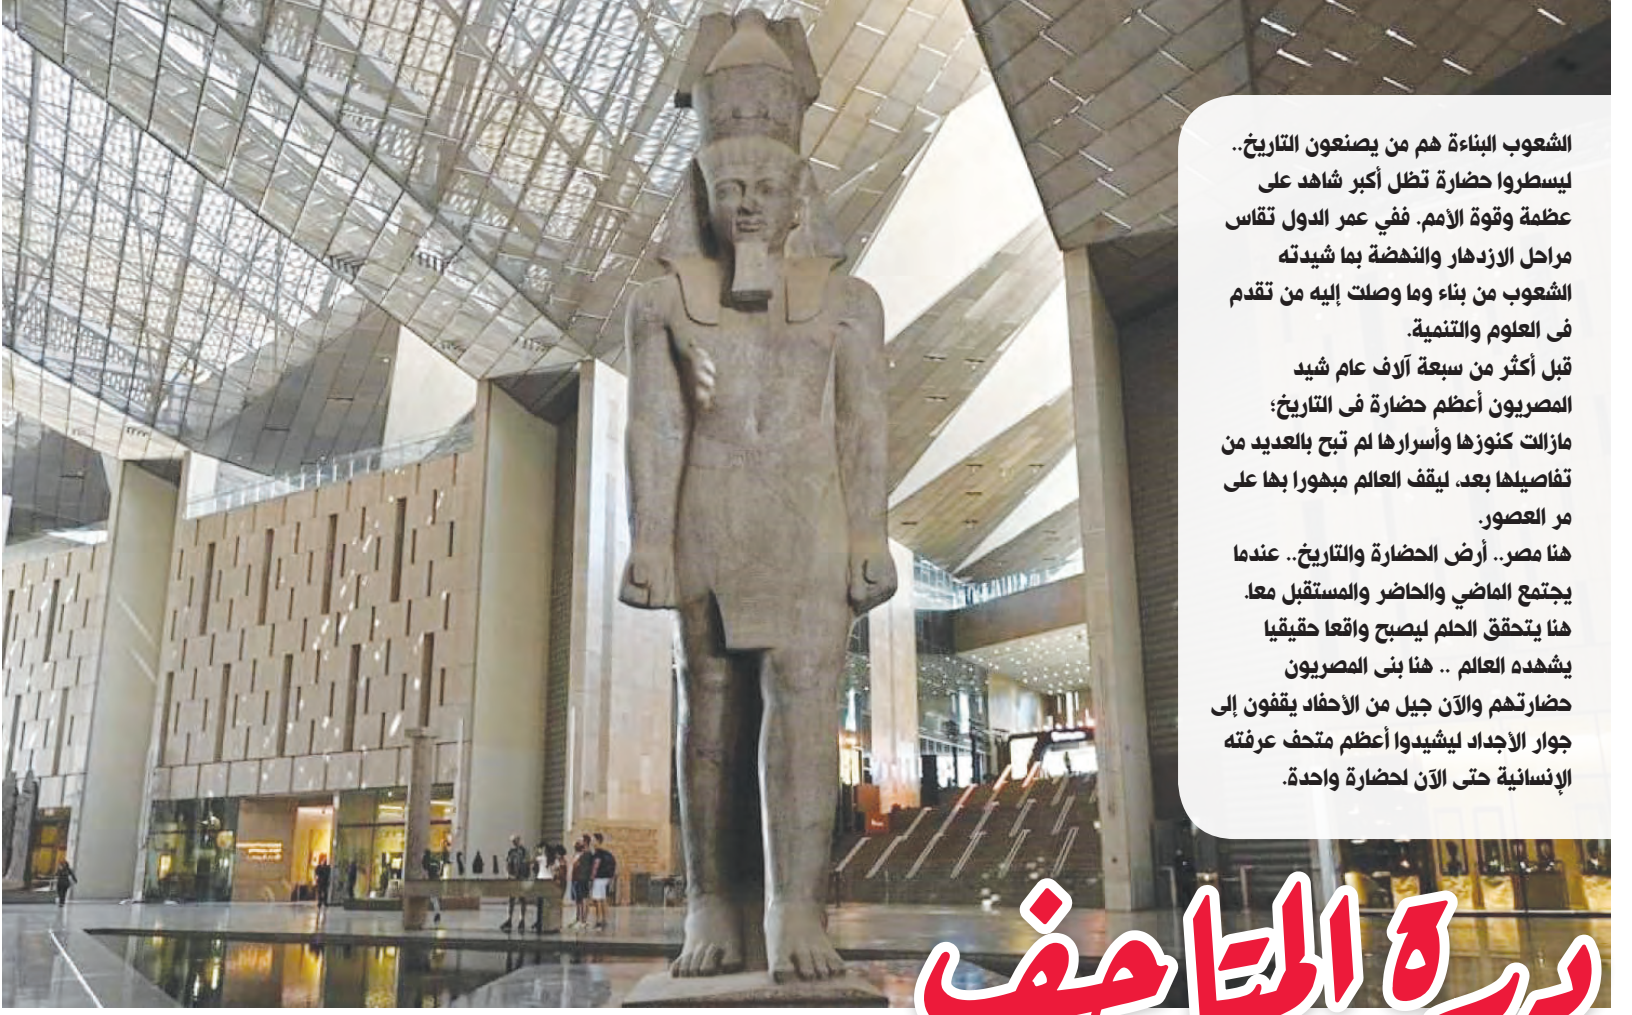 الشعوب البناءة هم من يصنعون التاريخ..
ليسطروا حضارة تظل أكبر شاهد على
عظمة وقوة الأمم. ففي عمر الدول تقاس
مراحل الازدهار والنهضة بما شيدته
الشعوب من بناء وما وصلت إليه من تقدم
فى العلوم والتنمية.
قبل أكثر من سبعة آلاف عام شيد
المصريون أعظم حضارة فى التاريخ؛
مازالت كنوزها وأسرارها لم تبح بالعديد من
تفاصيلها بعد، ليقف العالم مبهورا بها على
مر العصور.
هنا مصر.. أرض الحضارة والتاريخ.. عندما
يجتمع الماضي والحاضر والمستقبل معا.
هنا يتحقق الحلم ليصبح واقعا حقيقيا
يشهده العالم .. هنا بنى المصريون
حضارتهم والآن جيل من الأحفاد يقفون إلى
جوار الأجداد ليشيدوا أعظم متحف عرفته
الإنسانية حتى الآن لحضارة واحدة.
درة المتاحف